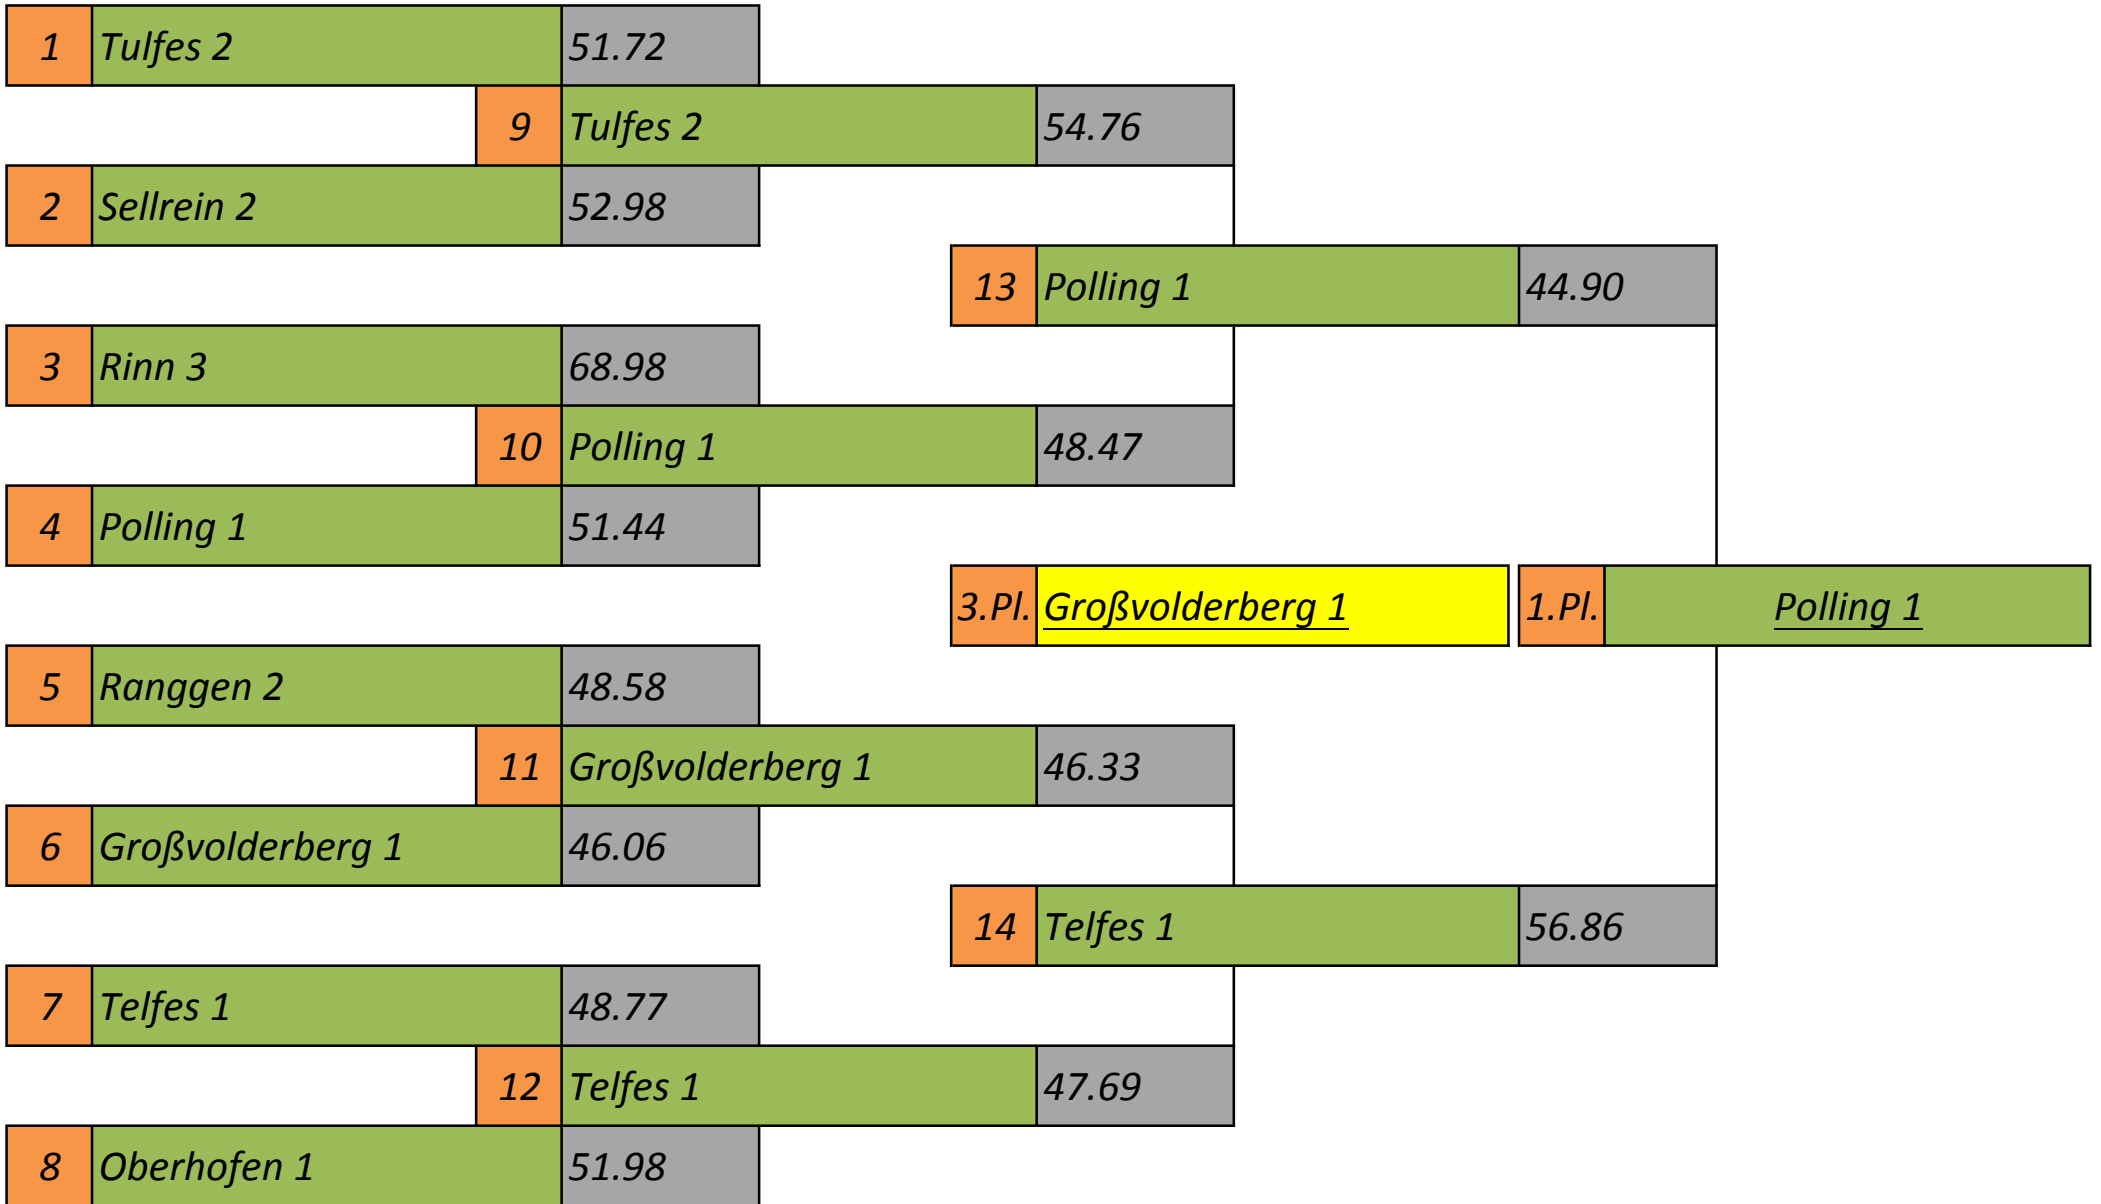 1 Tulfes 2 51.72
9 Tulfes 2 54.76
2 Sellrein 2 52.98
13 Polling 1 44.90
3 Rinn 3 68.98
10 Polling 1 48.47
4 Polling 1 51.44
3.Pl. Großvolderberg 1 1.Pl. Polling 1
5 Ranggen 2 48.58
11 Großvolderberg 1 46.33
6 Großvolderberg 1 46.06
14 Telfes 1 56.86
7 Telfes 1 48.77
12 Telfes 1 47.69
8 Oberhofen 1 51.98